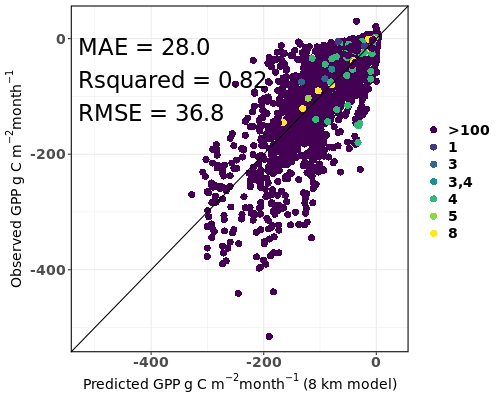 MAE = 28.0
Rsquared = 0.82
RMSE = 36.8
0
-200
-400
Observed GPP g C m⁻²month⁻¹
-400 -200 0
Predicted GPP g C m⁻²month⁻¹ (8 km model)
>100
1
3
3,4
4
5
8